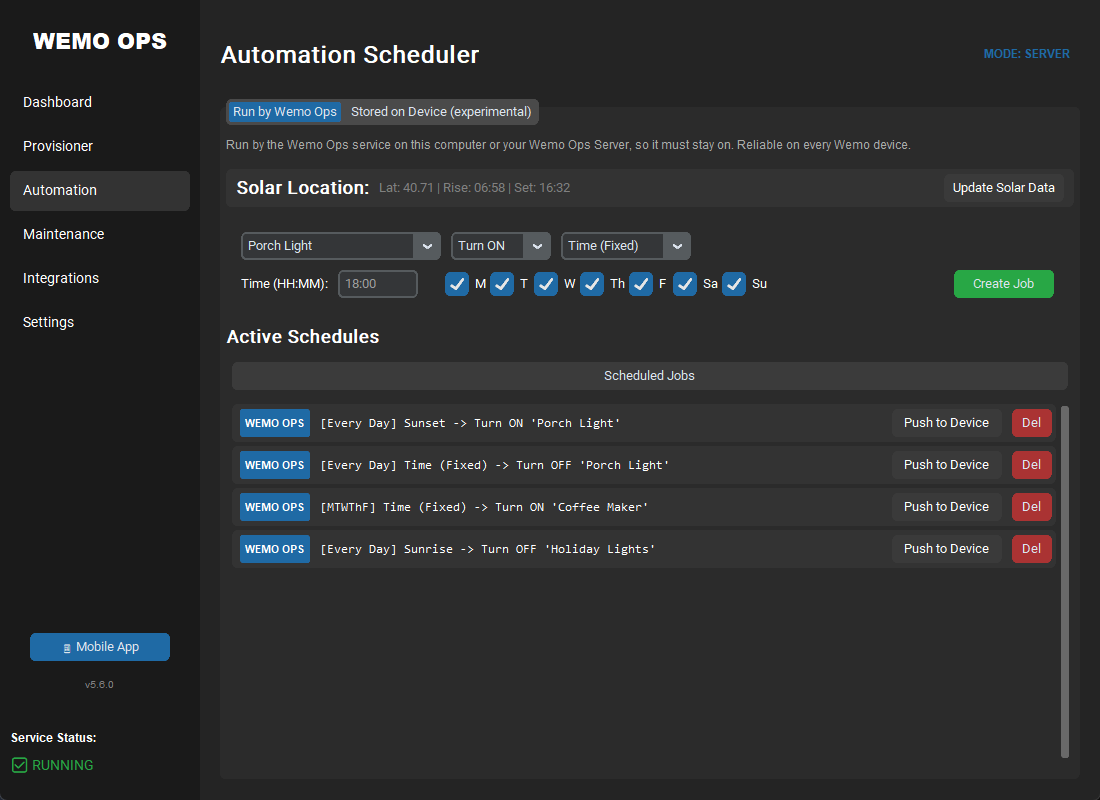 WEMO OPS
Dashboard
Provisioner
Automation
Maintenance
Integrations
Settings
Mobile App
v5.6.0
Service Status:
RUNNING
Automation Scheduler
MODE: SERVER
Run by Wemo Ops Stored on Device (experimental)
Run by the Wemo Ops service on this computer or your Wemo Ops Server, so it must stay on. Reliable on every Wemo device.
Solar Location: Lat: 40.71 | Rise: 06:58 | Set: 16:32 Update Solar Data
Porch Light Turn ON Time (Fixed)
Time (HH:MM): 18:00 M T W Th F Sa Su Create Job
Active Schedules
Scheduled Jobs
WEMO OPS [Every Day] Sunset -> Turn ON 'Porch Light' Push to Device Del
WEMO OPS [Every Day] Time (Fixed) -> Turn OFF 'Porch Light' Push to Device Del
WEMO OPS [MTWThF] Time (Fixed) -> Turn ON 'Coffee Maker' Push to Device Del
WEMO OPS [Every Day] Sunrise -> Turn OFF 'Holiday Lights' Push to Device Del